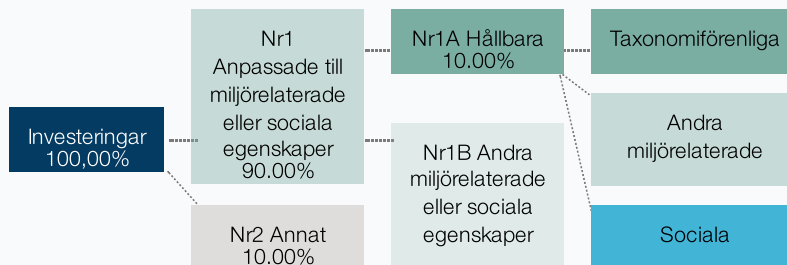 Investeringar
100,00%
Nr1
Anpassade till
miljörelaterade
eller sociala
egenskaper
90.00%
Nr2 Annat
10.00%
Nr1A Hållbara
10.00%
Nr1B Andra
miljörelaterade
eller sociala
egenskaper
Taxonomiförenliga
Andra
miljörelaterade
Sociala